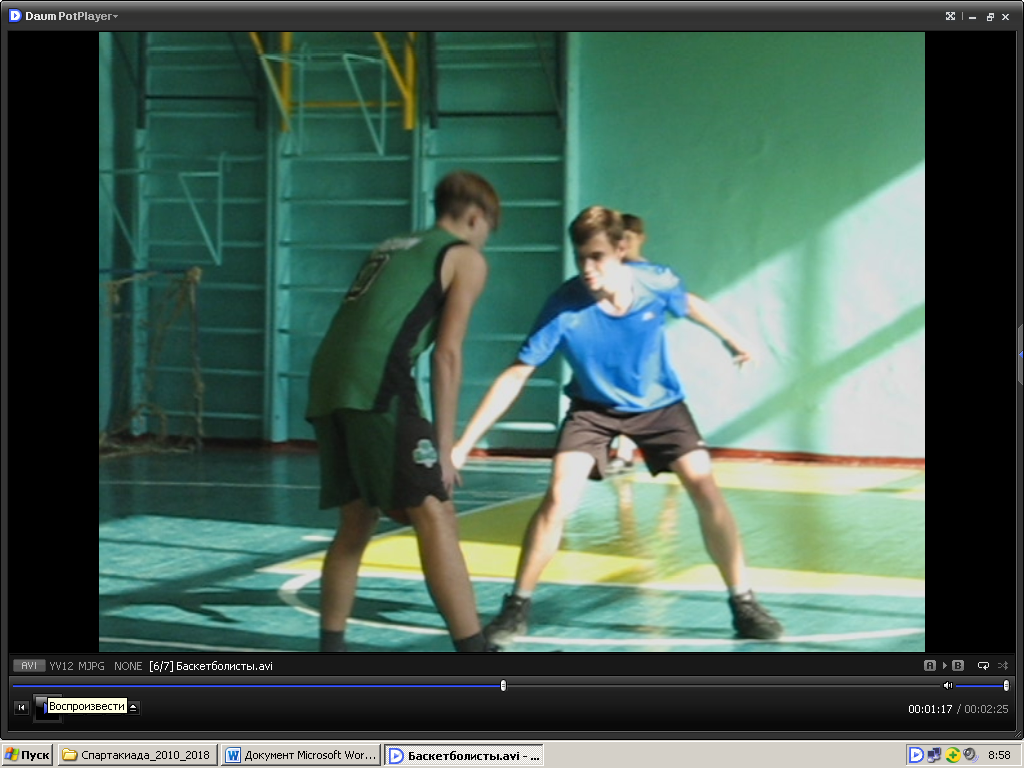 Daum PotPlayer
AVI YV12 MJPG NONE [6/7] Баскетболисты.avi
A B
Воспроизвести
00:01:17 / 00:02:25
Пуск Спартакиада_2010_2018 Документ Microsoft Wor... Баскетболисты.avi - ... 8:58